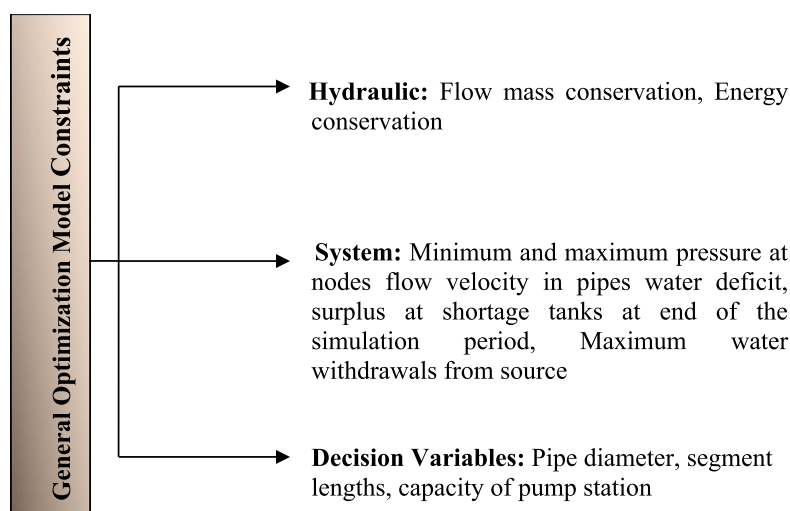 General Optimization Model Constraints
Hydraulic: Flow mass conservation, Energy
conservation
System: Minimum and maximum pressure at
nodes flow velocity in pipes water deficit,
surplus at shortage tanks at end of the
simulation period, Maximum water
withdrawals from source
Decision Variables: Pipe diameter, segment
lengths, capacity of pump station